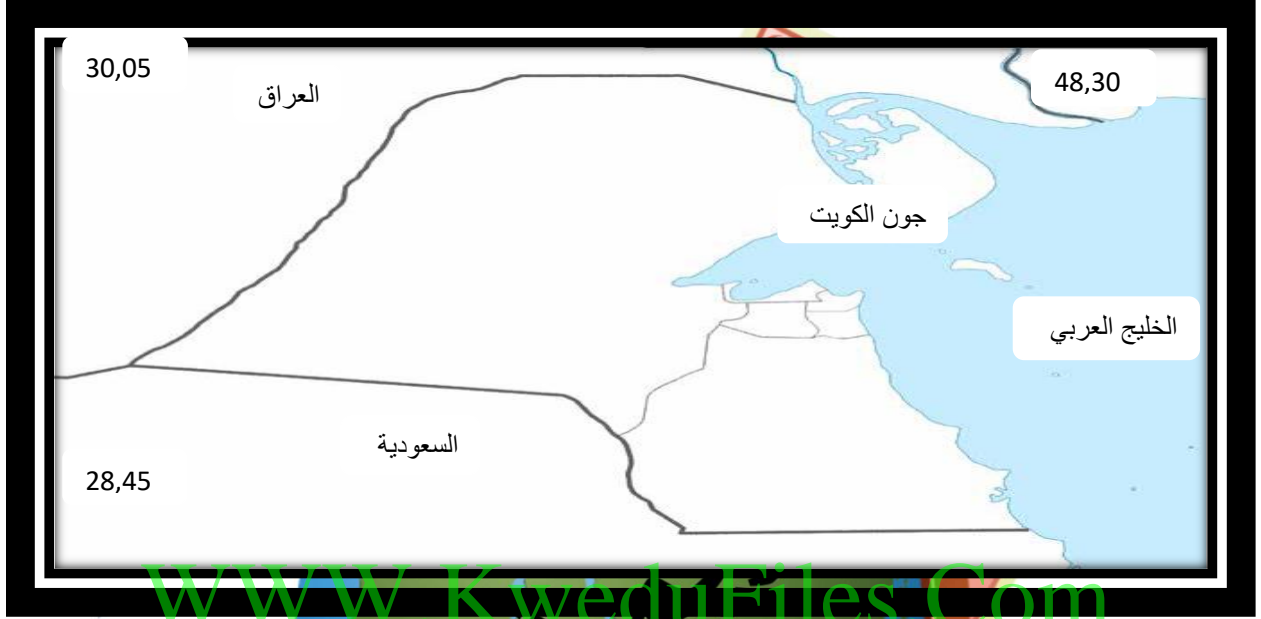 30,05
العراق
48,30
جون الكويت
الخليج العربي
السعودية
28,45
WWW.KweduFiles.Com